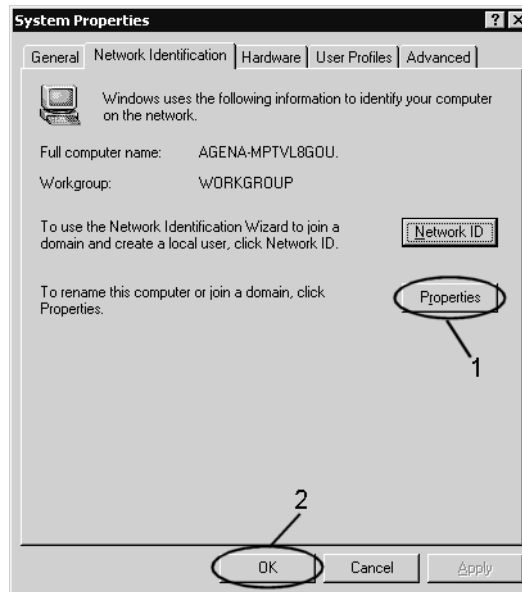 System Properties
General Network Identification Hardware User Profiles Advanced
Windows uses the following information to identify your computer
on the network.
Full computer name: AGENA-MPTVL8GOU.
Workgroup: WORKGROUP
To use the Network Identification Wizard to join a
domain and create a local user, click Network ID.
Network ID
To rename this computer or join a domain, click
Properties.
Properties
1
2
OK Cancel Apply